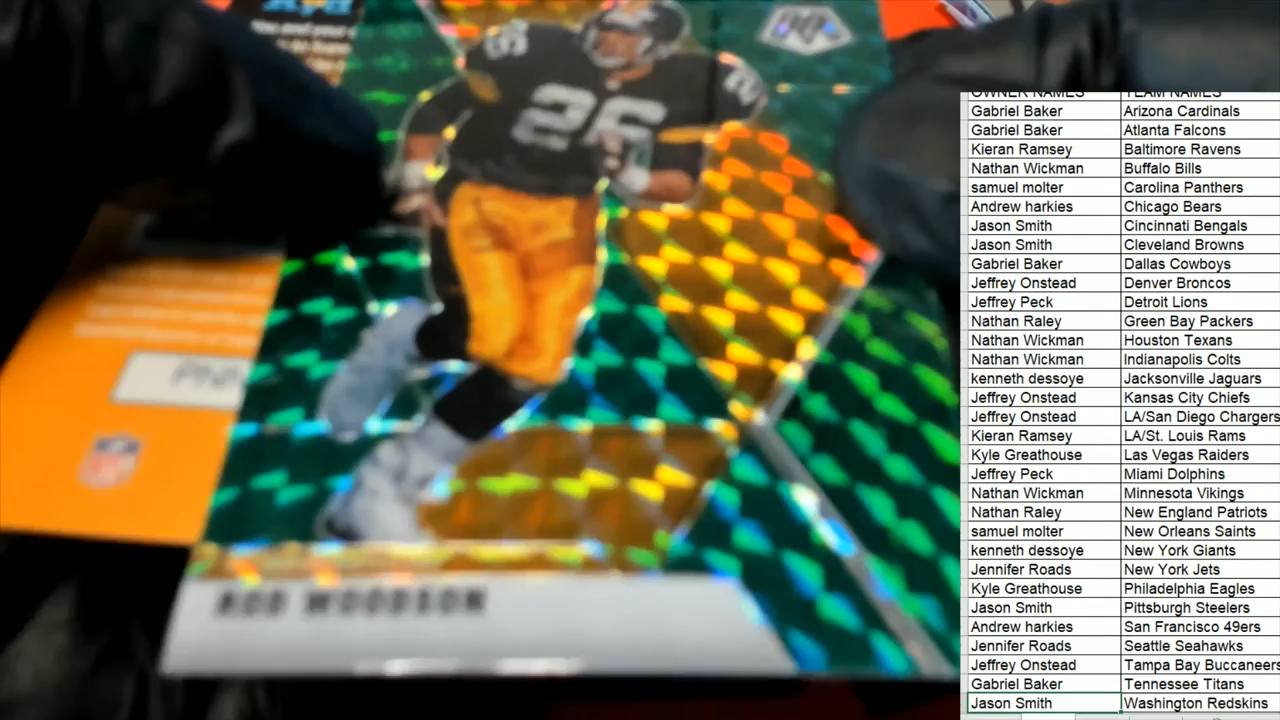 26
OWNER NAMES TEAM NAMES
Gabriel Baker Arizona Cardinals
Gabriel Baker Atlanta Falcons
Kieran Ramsey Baltimore Ravens
Nathan Wickman Buffalo Bills
samuel molter Carolina Panthers
Andrew harkies Chicago Bears
Jason Smith Cincinnati Bengals
Jason Smith Cleveland Browns
Gabriel Baker Dallas Cowboys
Jeffrey Onstead Denver Broncos
Jeffrey Peck Detroit Lions
Nathan Raley Green Bay Packers
Nathan Wickman Houston Texans
Nathan Wickman Indianapolis Colts
kenneth dessoye Jacksonville Jaguars
Jeffrey Onstead Kansas City Chiefs
Jeffrey Onstead LA/San Diego Chargers
Kieran Ramsey LA/St. Louis Rams
Kyle Greathouse Las Vegas Raiders
Jeffrey Peck Miami Dolphins
Nathan Wickman Minnesota Vikings
Nathan Raley New England Patriots
samuel molter New Orleans Saints
kenneth dessoye New York Giants
Jennifer Roads New York Jets
Kyle Greathouse Philadelphia Eagles
Jason Smith Pittsburgh Steelers
Andrew harkies San Francisco 49ers
Jennifer Roads Seattle Seahawks
Jeffrey Onstead Tampa Bay Buccaneers
Gabriel Baker Tennessee Titans
Jason Smith Washington Redskins